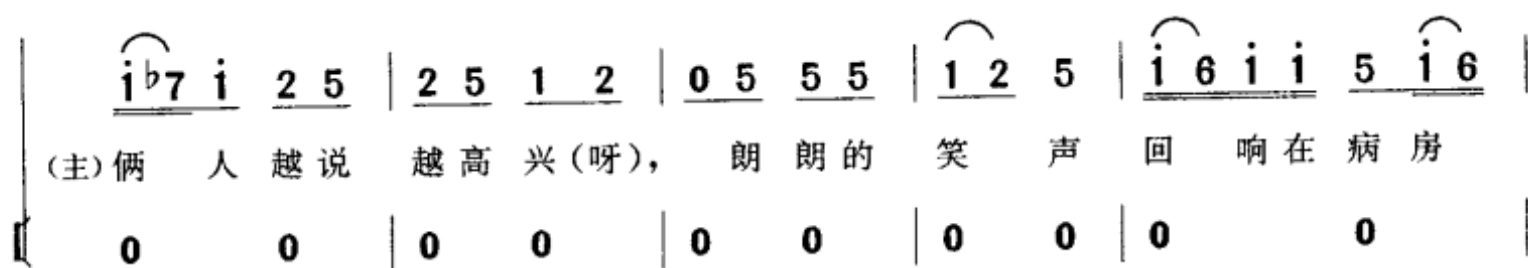 i ♭7 i 2 5 | 2 5 1 2 | 0 5 5 5 | 1 2 5 | i 6 i i 5 i 6 |
(主)俩 人 越 说 越 高 兴(呀), 朗 朗 的 笑 声 回 响 在 病 房
0 0 | 0 0 | 0 0 | 0 0 | 0 0 |